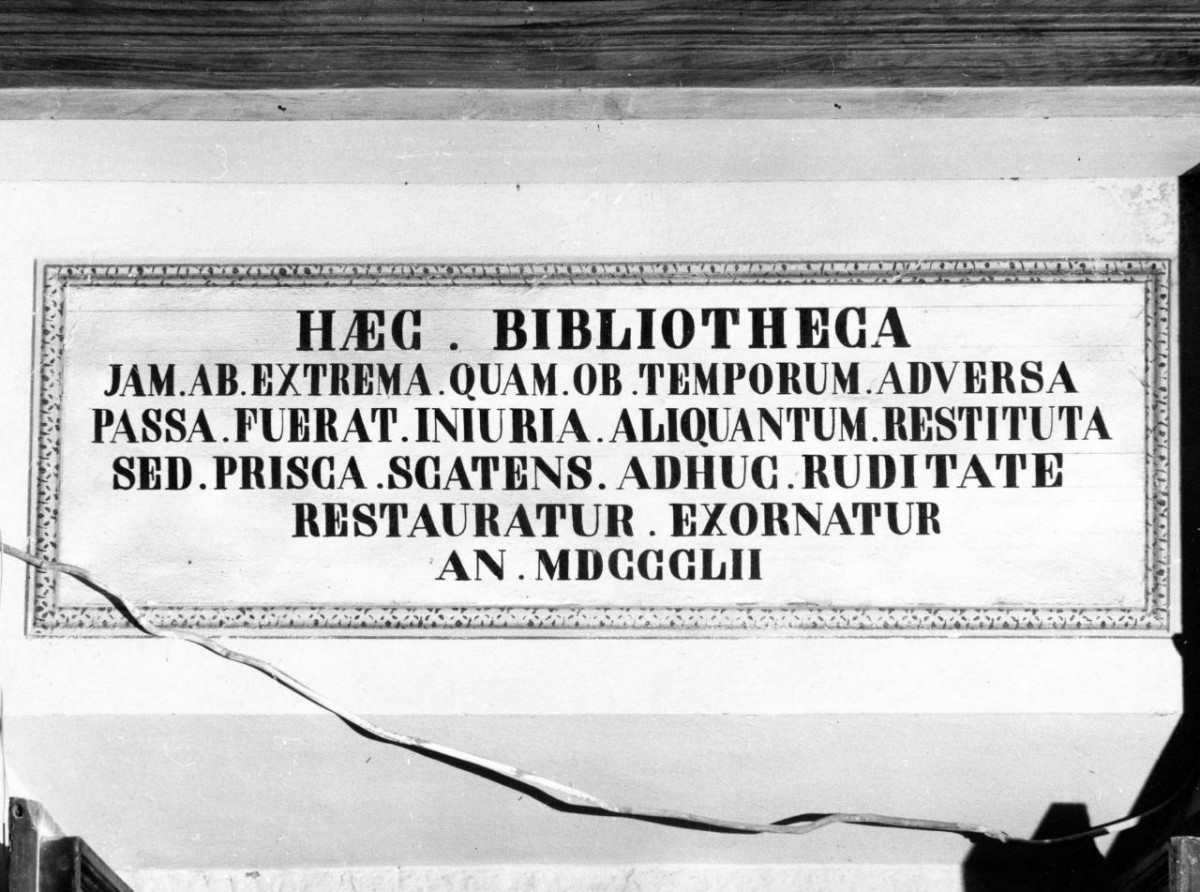 HÆC . BIBLIOTHECA
JAM.AB.EXTREMA.QUAM.OB.TEMPORUM.ADVERSA
PASSA.FUERAT.INIURIA.ALIQUANTUM.RESTITUTA
SED.PRISCA.SCATENS.ADHUC.RUDITATE
RESTAURATUR.EXORNATUR
AN.MDCCCLII